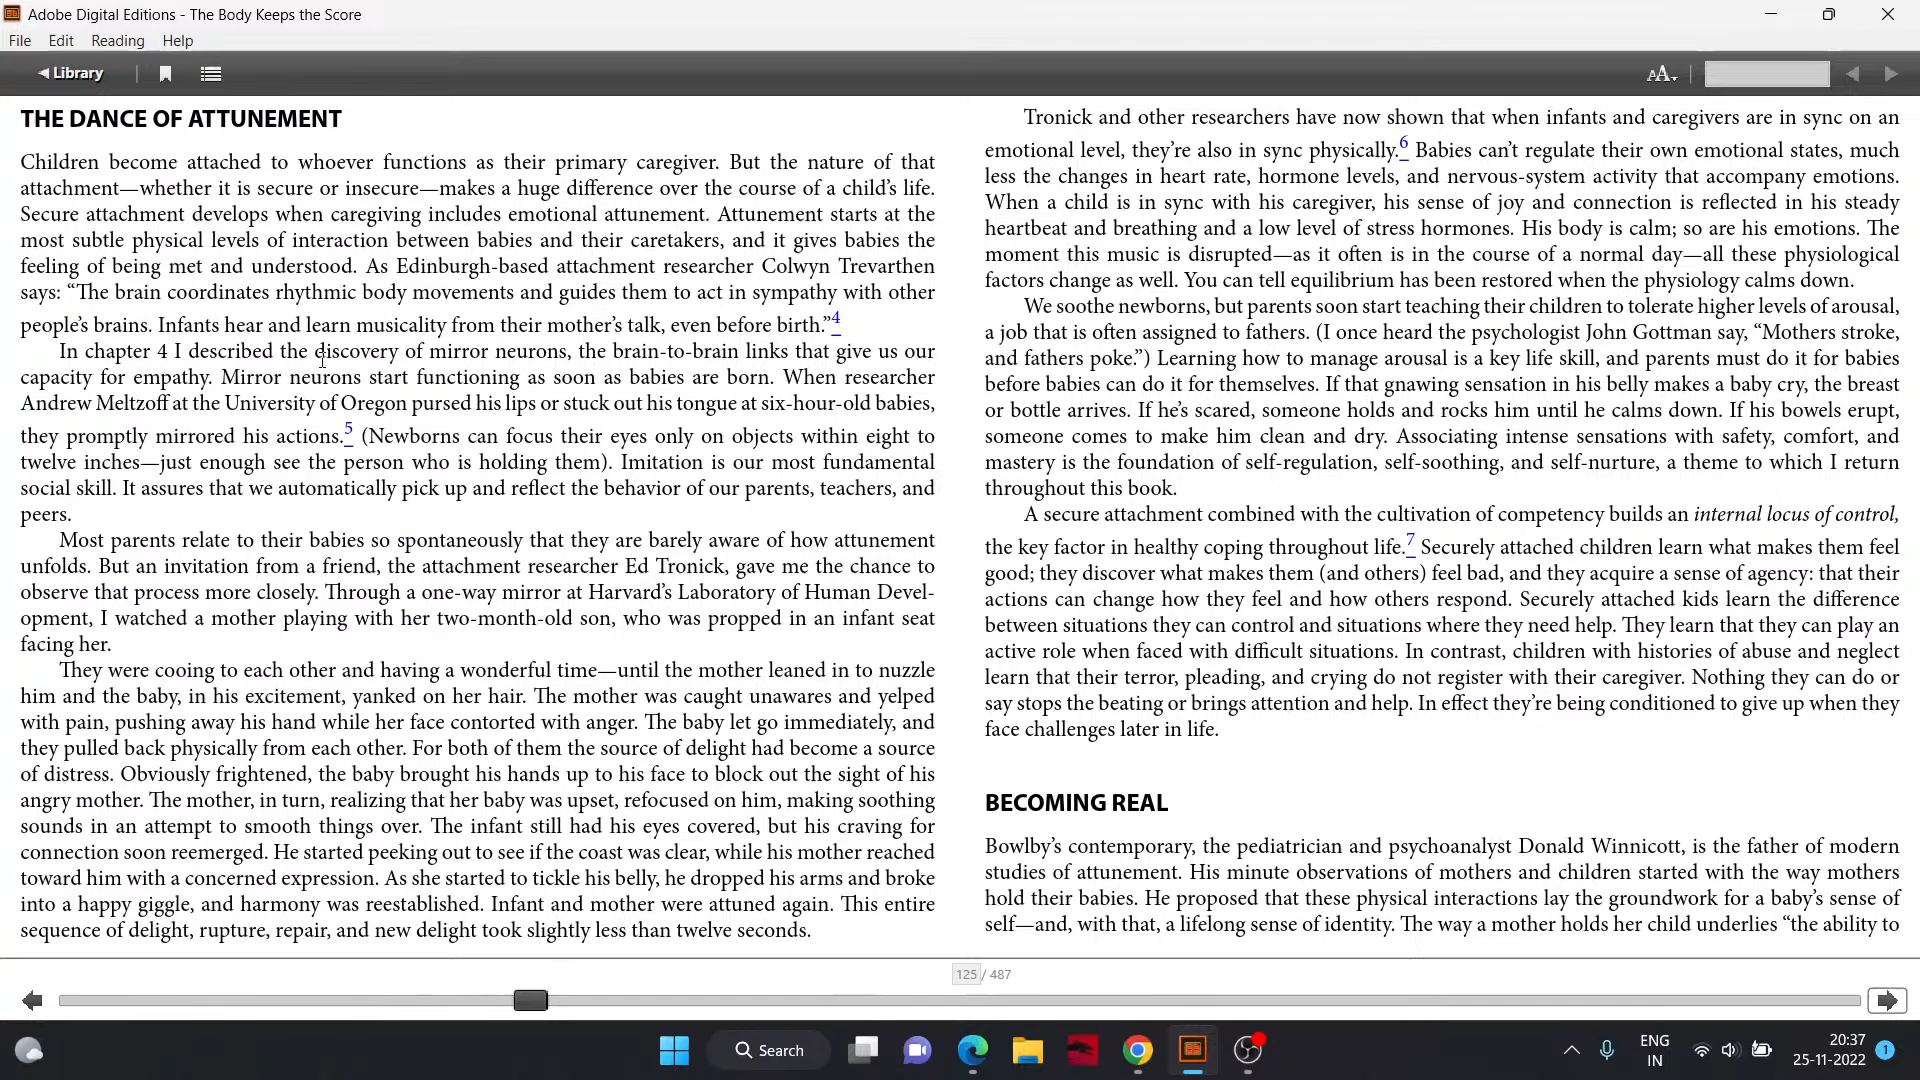 Adobe Digital Editions - The Body Keeps the Score
File Edit Reading Help
Library
AA
THE DANCE OF ATTUNEMENT
Children become attached to whoever functions as their primary caregiver. But the nature of that
attachment—whether it is secure or insecure—makes a huge difference over the course of a child’s life.
Secure attachment develops when caregiving includes emotional attunement. Attunement starts at the
most subtle physical levels of interaction between babies and their caretakers, and it gives babies the
feeling of being met and understood. As Edinburgh-based attachment researcher Colwyn Trevarthen
says: “The brain coordinates rhythmic body movements and guides them to act in sympathy with other
people’s brains. Infants hear and learn musicality from their mother’s talk, even before birth.”4
In chapter 4 I described the discovery of mirror neurons, the brain-to-brain links that give us our
capacity for empathy. Mirror neurons start functioning as soon as babies are born. When researcher
Andrew Meltzoff at the University of Oregon pursed his lips or stuck out his tongue at six-hour-old babies,
they promptly mirrored his actions.5 (Newborns can focus their eyes only on objects within eight to
twelve inches—just enough see the person who is holding them). Imitation is our most fundamental
social skill. It assures that we automatically pick up and reflect the behavior of our parents, teachers, and
peers.
Most parents relate to their babies so spontaneously that they are barely aware of how attunement
unfolds. But an invitation from a friend, the attachment researcher Ed Tronick, gave me the chance to
observe that process more closely. Through a one-way mirror at Harvard’s Laboratory of Human Devel-
opment, I watched a mother playing with her two-month-old son, who was propped in an infant seat
facing her.
They were cooing to each other and having a wonderful time—until the mother leaned in to nuzzle
him and the baby, in his excitement, yanked on her hair. The mother was caught unawares and yelped
with pain, pushing away his hand while her face contorted with anger. The baby let go immediately, and
they pulled back physically from each other. For both of them the source of delight had become a source
of distress. Obviously frightened, the baby brought his hands up to his face to block out the sight of his
angry mother. The mother, in turn, realizing that her baby was upset, refocused on him, making soothing
sounds in an attempt to smooth things over. The infant still had his eyes covered, but his craving for
connection soon reemerged. He started peeking out to see if the coast was clear, while his mother reached
toward him with a concerned expression. As she started to tickle his belly, he dropped his arms and broke
into a happy giggle, and harmony was reestablished. Infant and mother were attuned again. This entire
sequence of delight, rupture, repair, and new delight took slightly less than twelve seconds.
Tronick and other researchers have now shown that when infants and caregivers are in sync on an
emotional level, they’re also in sync physically.6 Babies can’t regulate their own emotional states, much
less the changes in heart rate, hormone levels, and nervous-system activity that accompany emotions.
When a child is in sync with his caregiver, his sense of joy and connection is reflected in his steady
heartbeat and breathing and a low level of stress hormones. His body is calm; so are his emotions. The
moment this music is disrupted—as it often is in the course of a normal day—all these physiological
factors change as well. You can tell equilibrium has been restored when the physiology calms down.
We soothe newborns, but parents soon start teaching their children to tolerate higher levels of arousal,
a job that is often assigned to fathers. (I once heard the psychologist John Gottman say, “Mothers stroke,
and fathers poke.”) Learning how to manage arousal is a key life skill, and parents must do it for babies
before babies can do it for themselves. If that gnawing sensation in his belly makes a baby cry, the breast
or bottle arrives. If he’s scared, someone holds and rocks him until he calms down. If his bowels erupt,
someone comes to make him clean and dry. Associating intense sensations with safety, comfort, and
mastery is the foundation of self-regulation, self-soothing, and self-nurture, a theme to which I return
throughout this book.
A secure attachment combined with the cultivation of competency builds an internal locus of control,
the key factor in healthy coping throughout life.7 Securely attached children learn what makes them feel
good; they discover what makes them (and others) feel bad, and they acquire a sense of agency: that their
actions can change how they feel and how others respond. Securely attached kids learn the difference
between situations they can control and situations where they need help. They learn that they can play an
active role when faced with difficult situations. In contrast, children with histories of abuse and neglect
learn that their terror, pleading, and crying do not register with their caregiver. Nothing they can do or
say stops the beating or brings attention and help. In effect they’re being conditioned to give up when they
face challenges later in life.
BECOMING REAL
Bowlby’s contemporary, the pediatrician and psychoanalyst Donald Winnicott, is the father of modern
studies of attunement. His minute observations of mothers and children started with the way mothers
hold their babies. He proposed that these physical interactions lay the groundwork for a baby’s sense of
self—and, with that, a lifelong sense of identity. The way a mother holds her child underlies “the ability to
125 / 487
Search
ENG
IN
20:37
25-11-2022
1